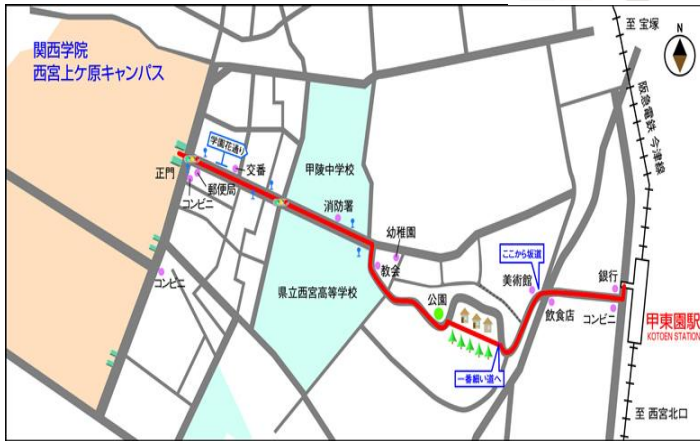 関西学院
西宮上ケ原キャンパス
至 宝塚
N
阪急電鉄 今津線
学園花通り
正門
交番
郵便局
コンビニ
甲陵中学校
消防署
幼稚園
教会
コンビニ
県立西宮高等学校
ここから坂道
美術館
銀行
公園
飲食店
コンビニ
甲東園駅
KOTOEN STATION
一番細い道へ
至 西宮北口